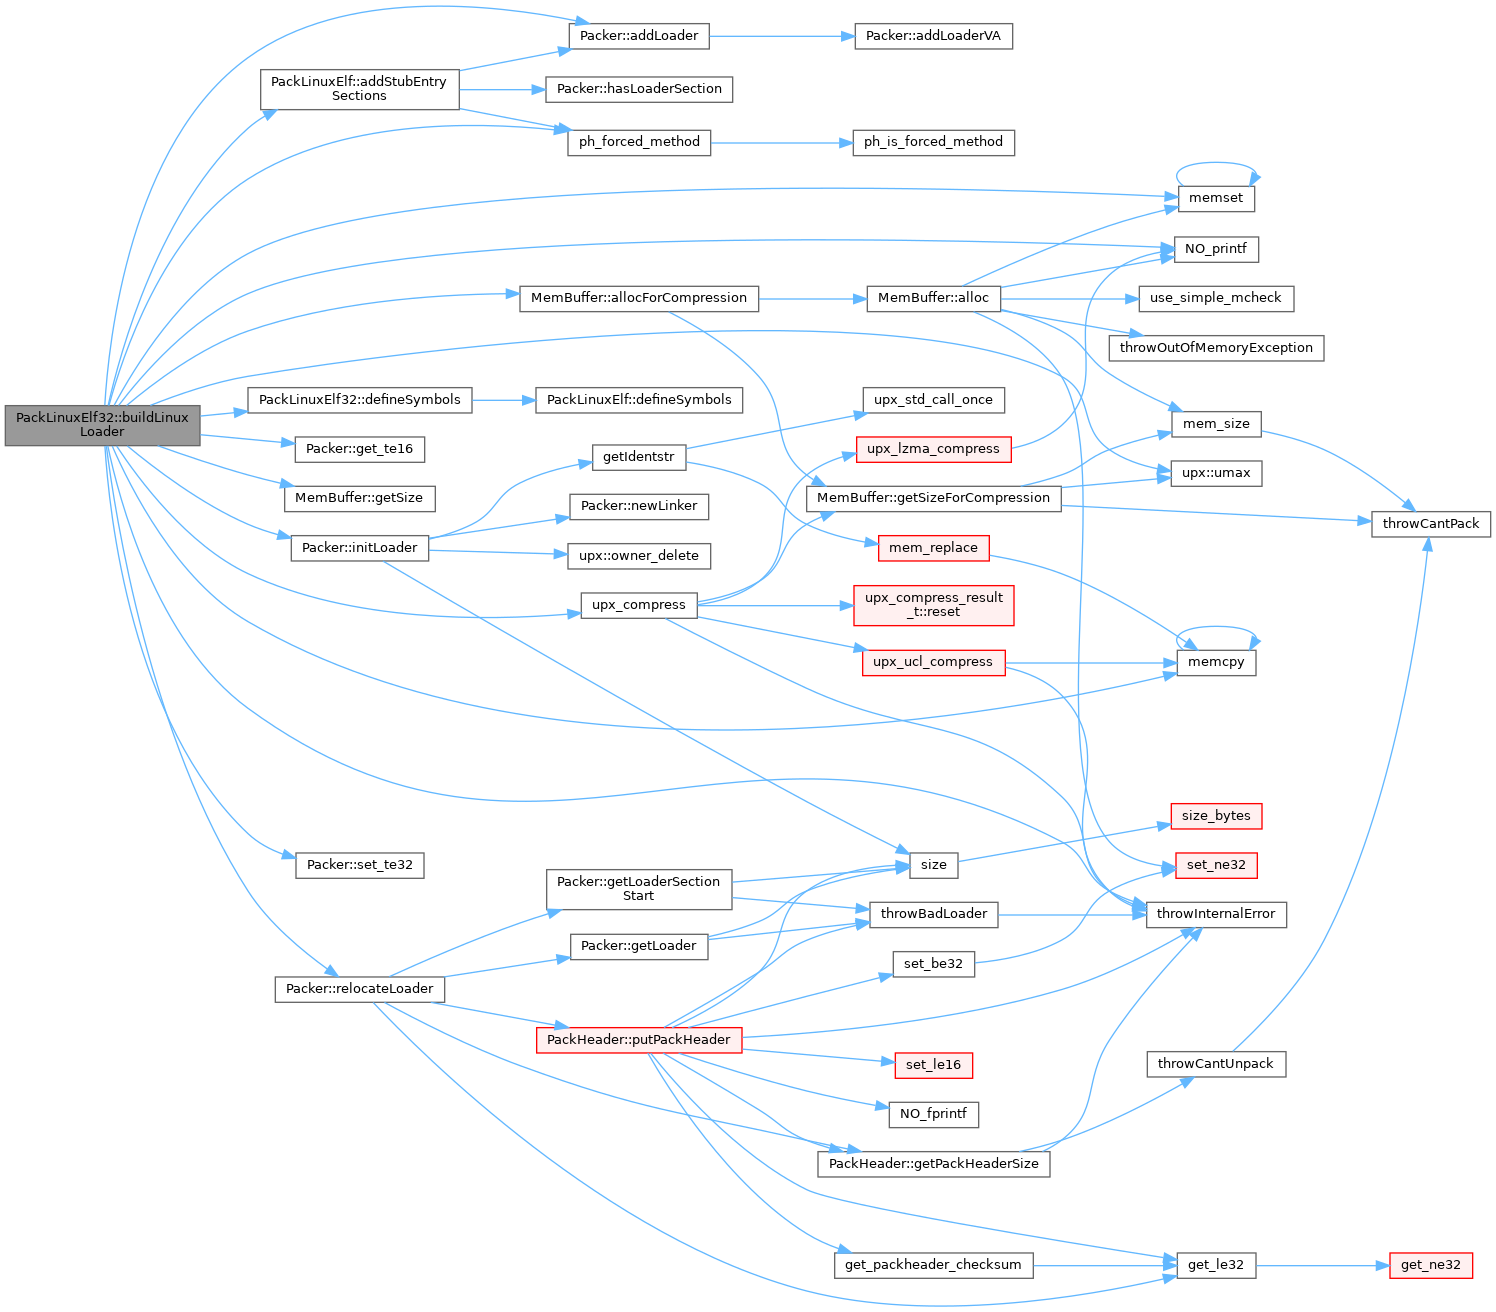 Packer::addLoader
Packer::addLoaderVA
PackLinuxElf::addStubEntry
Sections
Packer::hasLoaderSection
ph_forced_method
ph_is_forced_method
memset
NO_printf
MemBuffer::allocForCompression
MemBuffer::alloc
use_simple_mcheck
throwOutOfMemoryException
PackLinuxElf32::buildLinux
Loader
PackLinuxElf32::defineSymbols
PackLinuxElf::defineSymbols
upx_std_call_once
mem_size
Packer::get_te16
getIdentstr
upx_lzma_compress
upx::umax
MemBuffer::getSize
MemBuffer::getSizeForCompression
Packer::newLinker
throwCantPack
Packer::initLoader
upx::owner_delete
mem_replace
upx_compress
upx_compress_result
_t::reset
upx_ucl_compress
memcpy
size_bytes
Packer::set_te32
size
set_ne32
Packer::getLoaderSection
Start
throwBadLoader
throwInternalError
Packer::getLoader
set_be32
Packer::relocateLoader
PackHeader::putPackHeader
set_le16
throwCantUnpack
NO_fprintf
PackHeader::getPackHeaderSize
get_packheader_checksum
get_le32
get_ne32